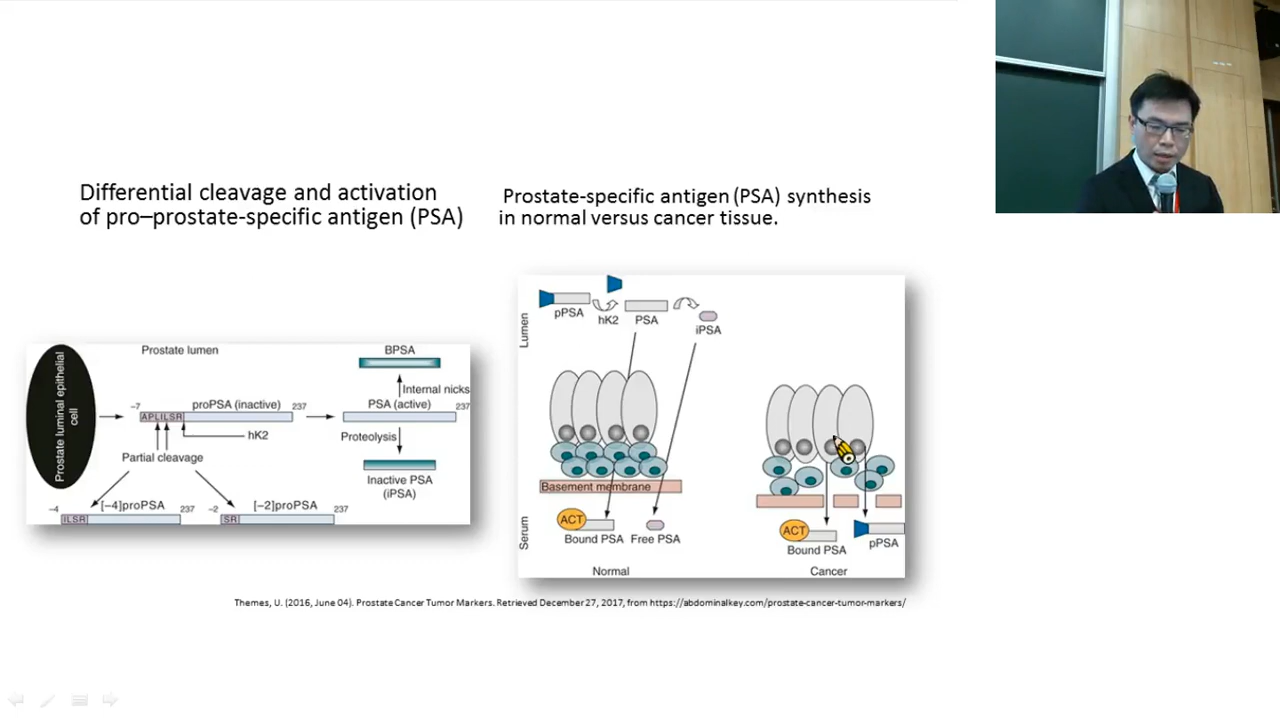 Differential cleavage and activation
of pro–prostate-specific antigen (PSA)
Prostate-specific antigen (PSA) synthesis
in normal versus cancer tissue.
Prostate luminal epithelial
cell
Prostate lumen
BPSA
Internal nicks
–7
proPSA (inactive)
237
PSA (active)
237
APLILSR
hK2
Proteolysis
Partial cleavage
Inactive PSA
(iPSA)
–4
[–4]proPSA
237
–2
[–2]proPSA
237
ILSR
SR
Lumen
pPSA
hK2
PSA
iPSA
Basement membrane
Serum
ACT
Bound PSA
Free PSA
Normal
ACT
Bound PSA
pPSA
Cancer
Themes, U. (2016, June 04). Prostate Cancer Tumor Markers. Retrieved December 27, 2017, from https://abdominalkey.com/prostate-cancer-tumor-markers/